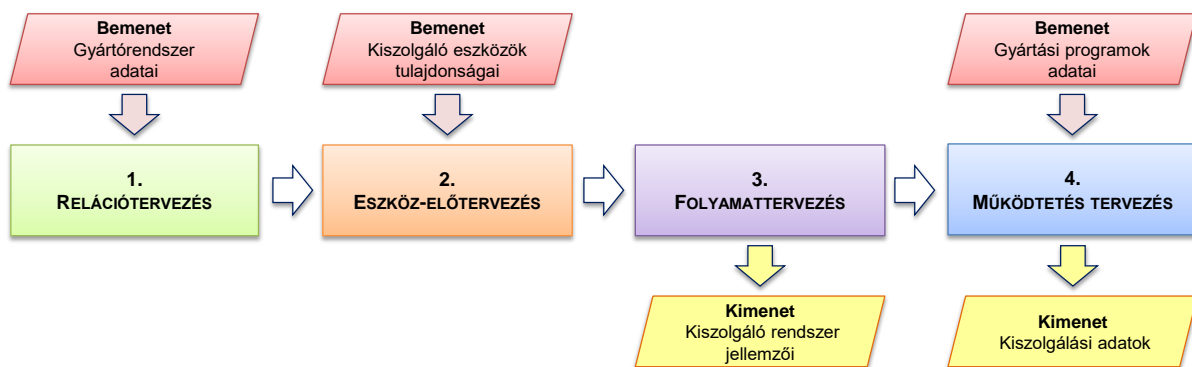 Bemenet
Gyártórendszer
adatai
Bemenet
Kiszolgáló eszközök
tulajdonságai
Bemenet
Gyártási programok
adatai
1.
RELÁCIÓTERVEZÉS
2.
ESZKÖZ-ELŐTERVEZÉS
3.
FOLYAMATTERVEZÉS
4.
MŰKÖDTETÉS TERVEZÉS
Kimenet
Kiszolgáló rendszer
jellemzői
Kimenet
Kiszolgálási adatok